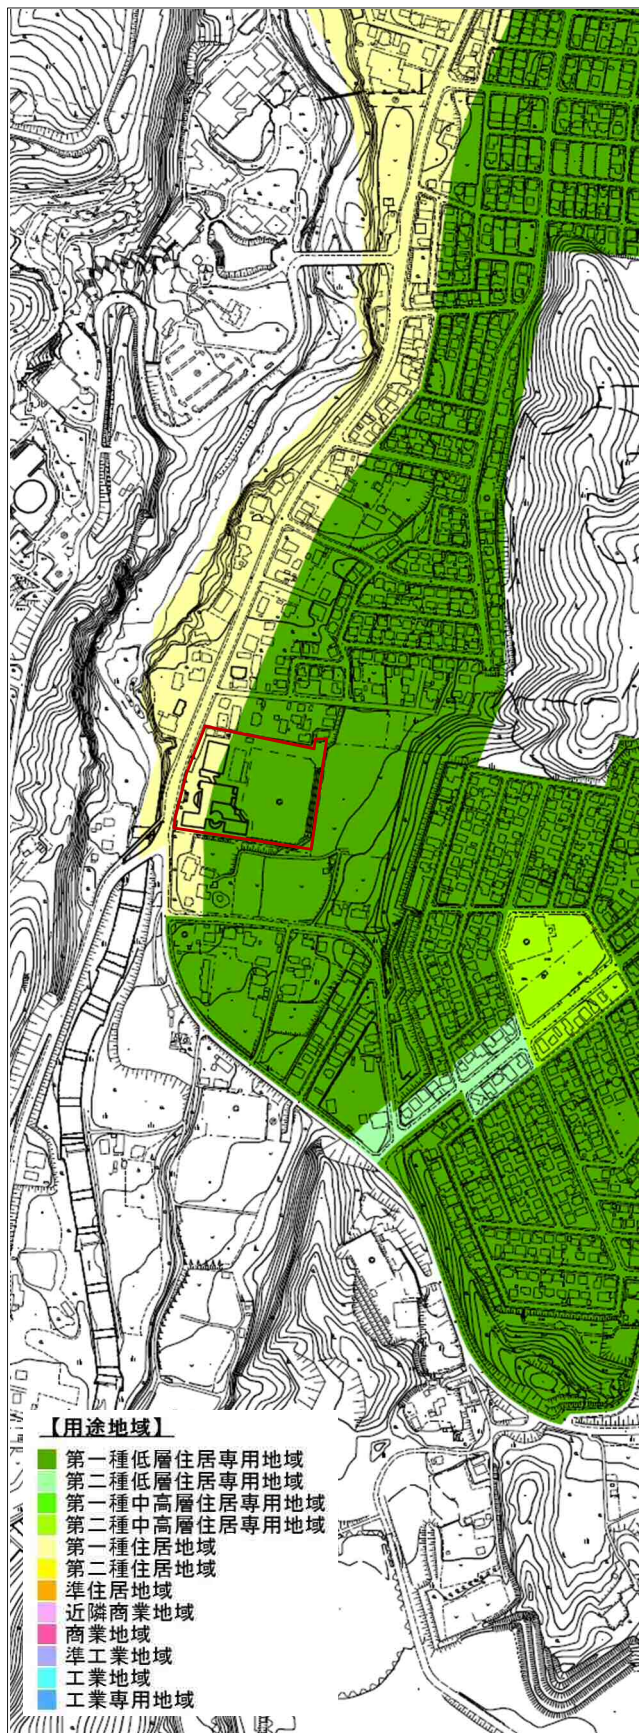 【用途地域】
第一種低層住居専用地域
第二種低層住居専用地域
第一種中高層住居専用地域
第二種中高層住居専用地域
第一種住居地域
第二種住居地域
準住居地域
近隣商業地域
商業地域
準工業地域
工業地域
工業専用地域